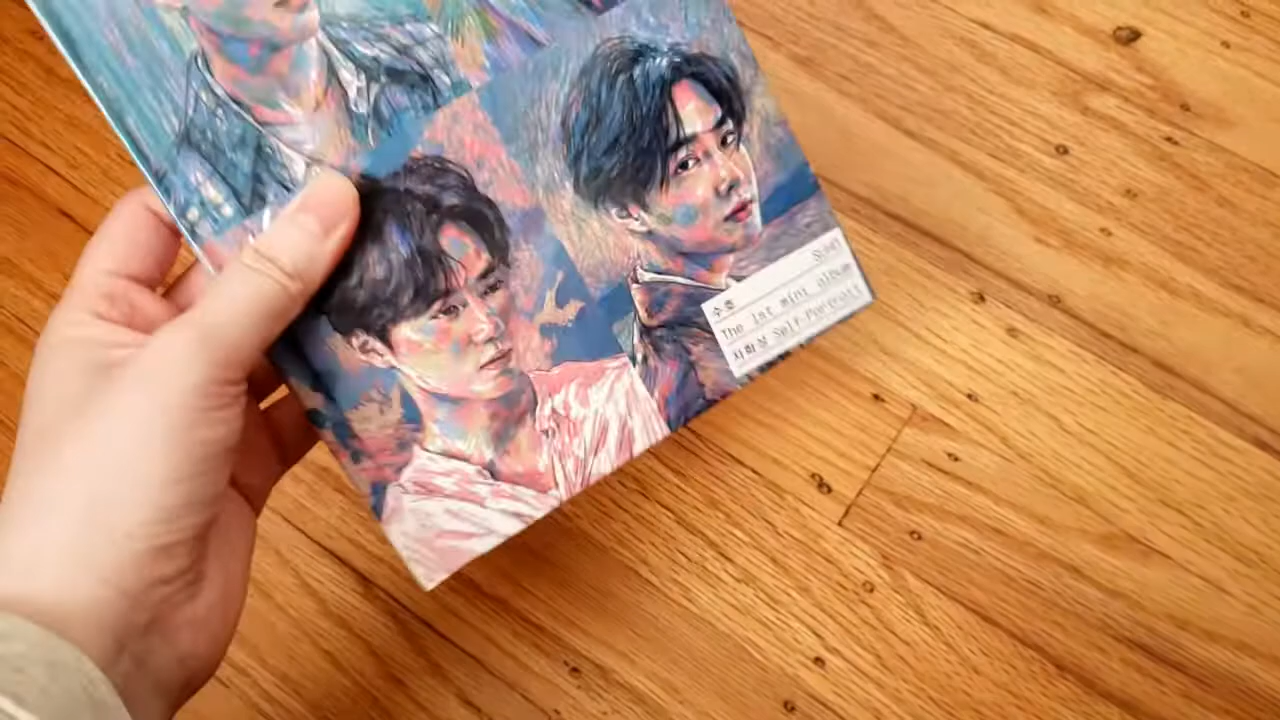 SUHO
수호
The 1st mini album
자화상 Self-Portrait